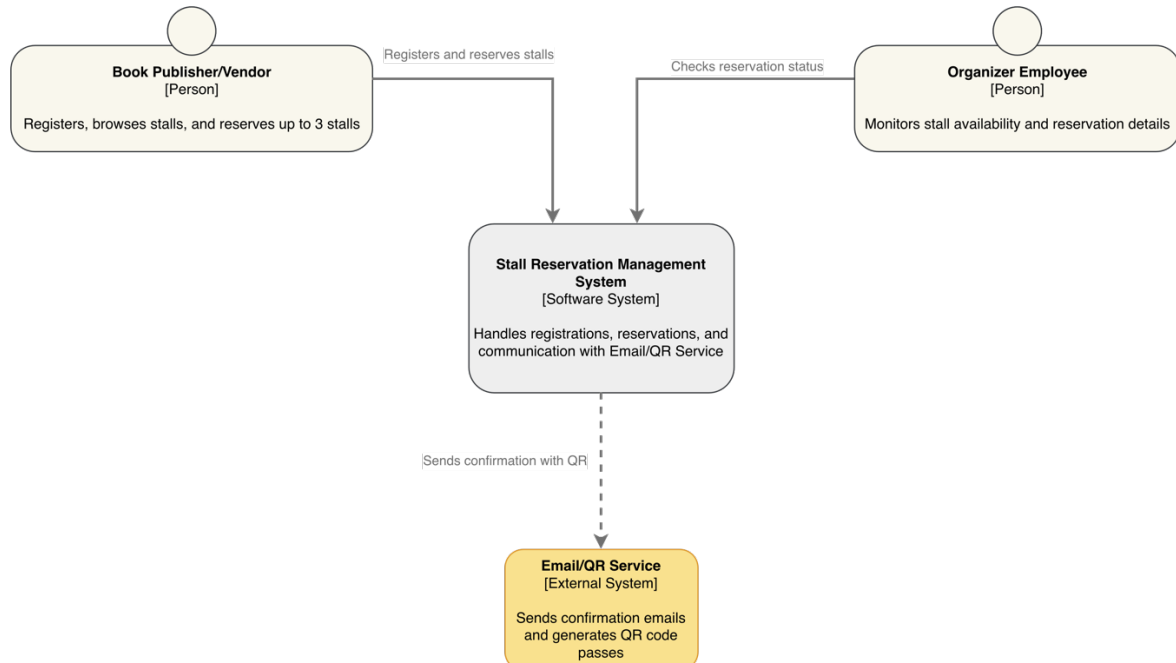 Registers and reserves stalls
Book Publisher/Vendor
[Person]
Registers, browses stalls, and reserves up to 3 stalls
Checks reservation status
Organizer Employee
[Person]
Monitors stall availability and reservation details
Stall Reservation Management
System
[Software System]
Handles registrations, reservations, and
communication with Email/QR Service
Sends confirmation with QR
Email/QR Service
[External System]
Sends confirmation emails
and generates QR code
passes